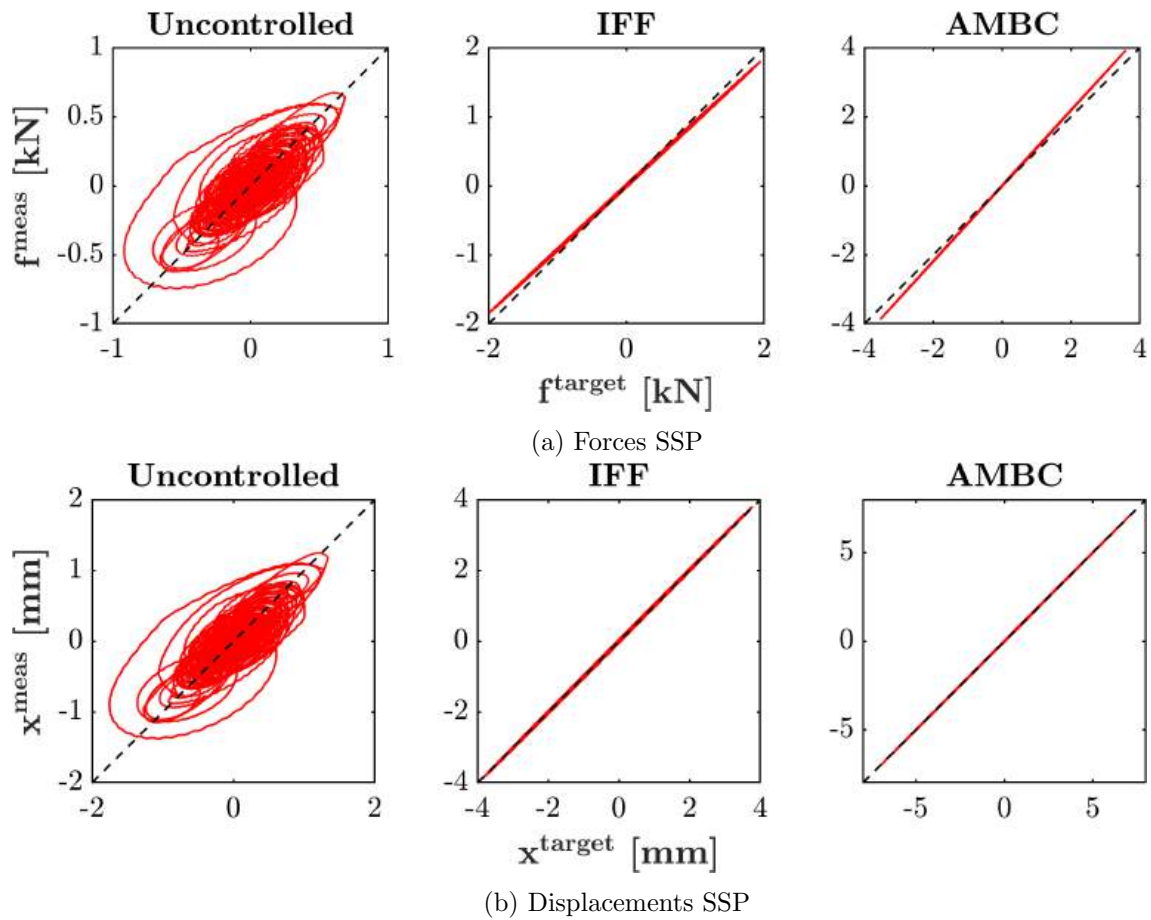 Uncontrolled IFF AMBC
1 2 4
0.5 1 2
0 0 0
-0.5 -1 -2
-1 -2 -4
f^meas [kN]
-1 0 1 -2 0 2 -4 -2 0 2 4
f^target [kN]
(a) Forces SSP
Uncontrolled IFF AMBC
2 4
1 2 5
0 0 0
-1 -2 -5
-2 -4
x^meas [mm]
-2 0 2 -4 -2 0 2 4 -5 0 5
x^target [mm]
(b) Displacements SSP